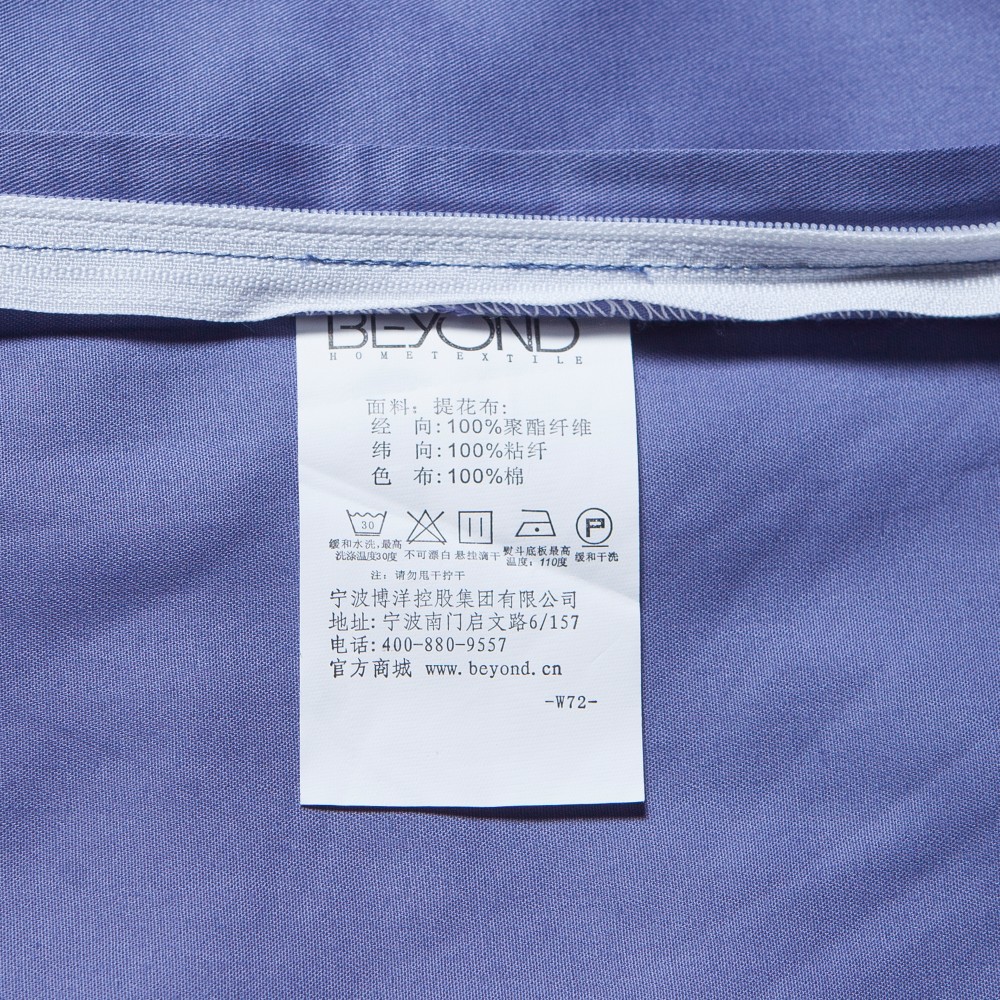 BEYOND
HOMETEXTILE
面料：提花布：
经 向：100%聚酯纤维
纬 向：100%粘纤
色 布：100%棉
30
缓和水洗，最高 洗涤温度30度 不可漂白 悬挂滴干 熨斗底板最高 温度：110度 缓和干洗
注：请勿甩干拧干
宁波博洋控股集团有限公司
地址：宁波南门启文路6/157
电话：400-880-9557
官方商城 www.beyond.cn
-W72-